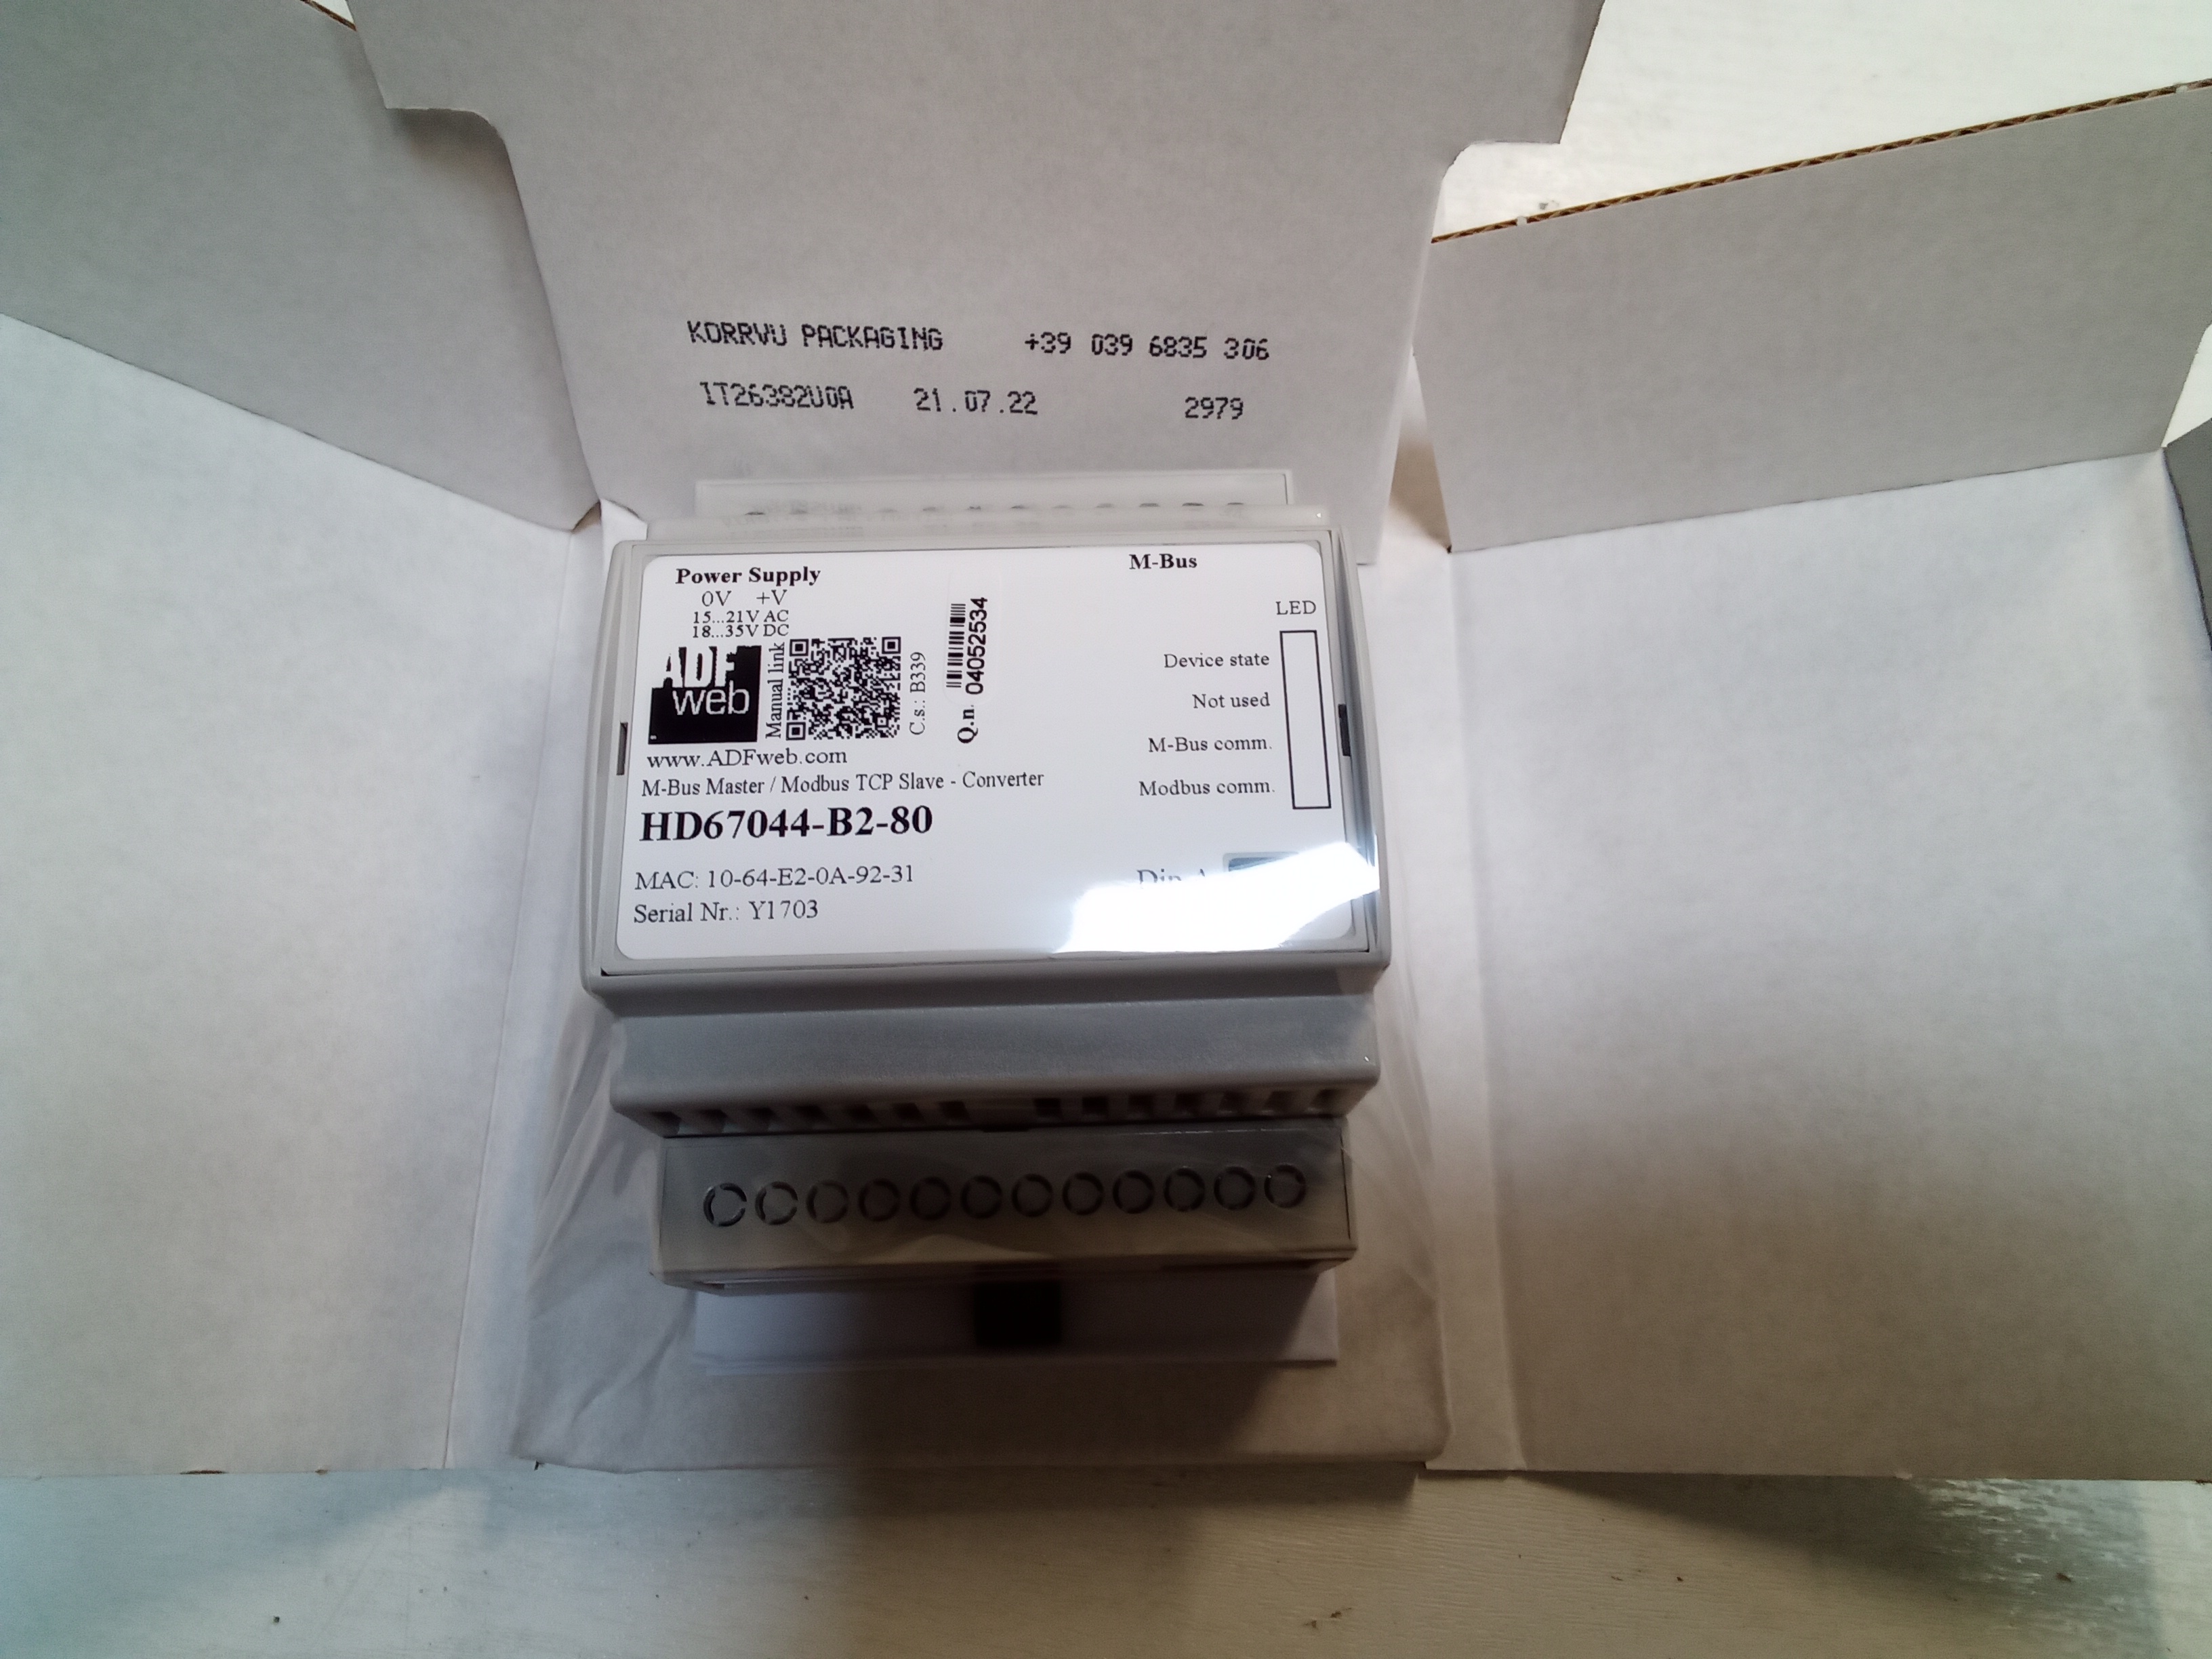 KORRVU PACKAGING +39 039 6835 306
IT26382U0A 21.07.22 2979
Power Supply
0V +V
15...21V AC
18...35V DC
ADF
web
Manual link
C.s.: B339
Q.n. 04052534
www.ADFweb.com
M-Bus Master / Modbus TCP Slave - Converter
HD67044-B2-80
MAC: 10-64-E2-0A-92-31
Serial Nr.: Y1703
M-Bus
LED
Device state
Not used
M-Bus comm.
Modbus comm.